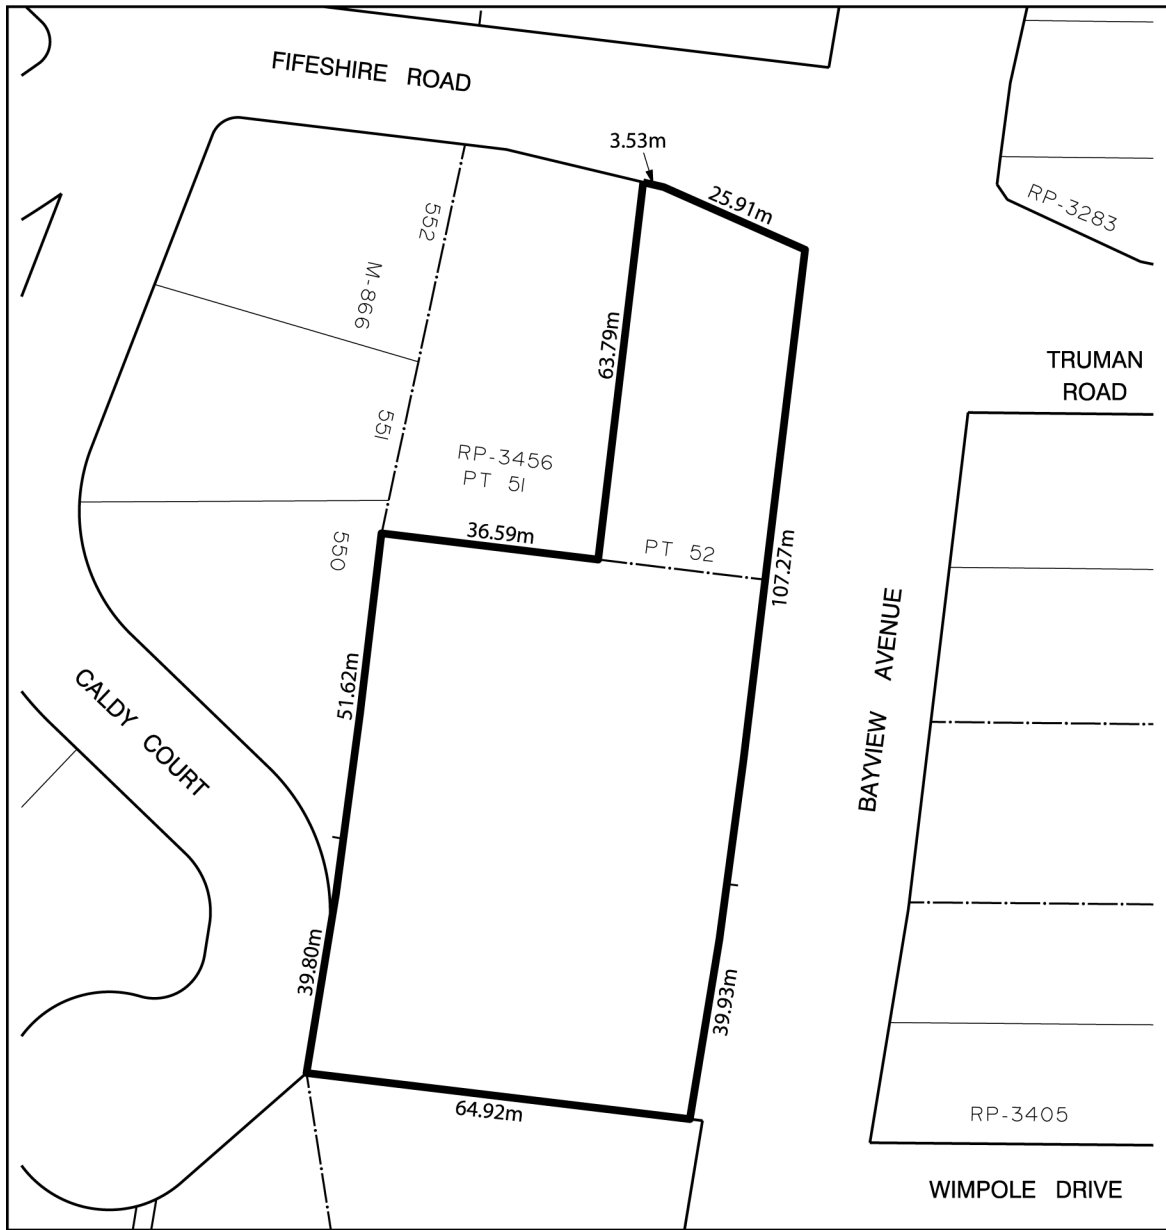 FIFESHIRE ROAD
3.53m
25.91m
RP-3283
552
M-866
63.79m
TRUMAN
ROAD
551
RP-3456
PT 51
36.59m
550
PT 52
107.27m
51.62m
BAYVIEW AVENUE
CALDY COURT
39.80m
39.93m
64.92m
RP-3405
WIMPOLE DRIVE